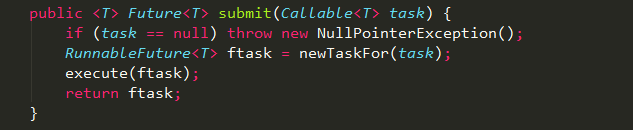 public <T> Future<T> submit(Callable<T> task) {
    if (task == null) throw new NullPointerException();
    RunnableFuture<T> ftask = newTaskFor(task);
    execute(ftask);
    return ftask;
}